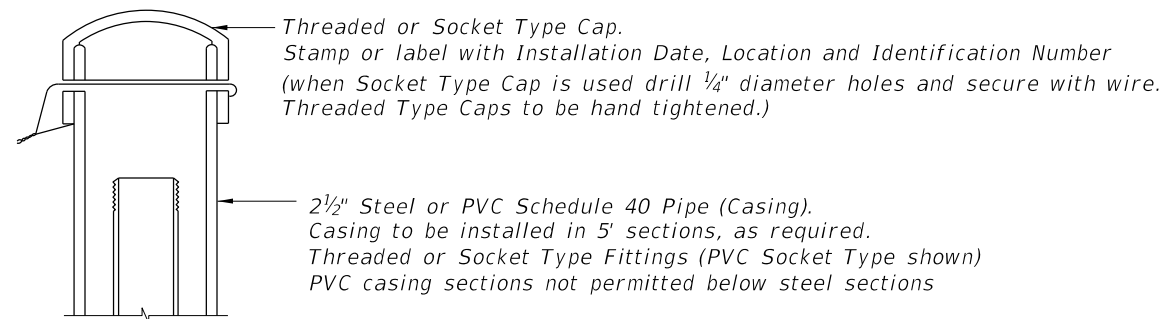 Threaded or Socket Type Cap.
Stamp or label with Installation Date, Location and Identification Number
(when Socket Type Cap is used drill ¼" diameter holes and secure with wire.
Threaded Type Caps to be hand tightened.)
2½" Steel or PVC Schedule 40 Pipe (Casing).
Casing to be installed in 5' sections, as required.
Threaded or Socket Type Fittings (PVC Socket Type shown)
PVC casing sections not permitted below steel sections